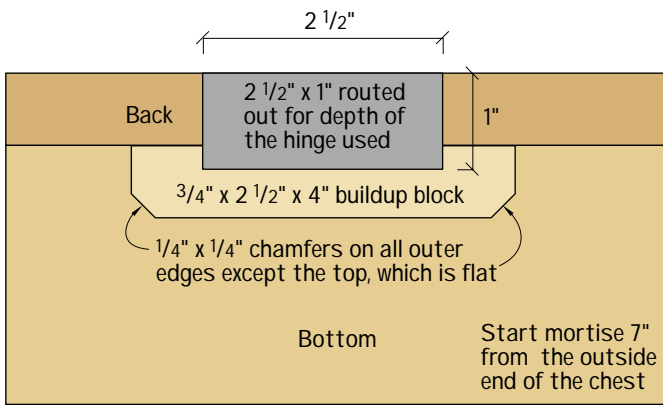 2 1/2"
Back
2 1/2" x 1" routed
out for depth of
the hinge used
1"
3/4" x 2 1/2" x 4" buildup block
1/4" x 1/4" chamfers on all outer
edges except the top, which is flat
Bottom
Start mortise 7"
from the outside
end of the chest